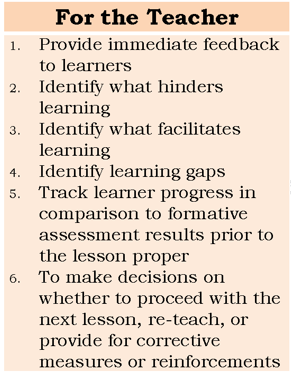 For the Teacher
1. Provide immediate feedback
to learners
2. Identify what hinders
learning
3. Identify what facilitates
learning
4. Identify learning gaps
5. Track learner progress in
comparison to formative
assessment results prior to
the lesson proper
6. To make decisions on
whether to proceed with the
next lesson, re-teach, or
provide for corrective
measures or reinforcements